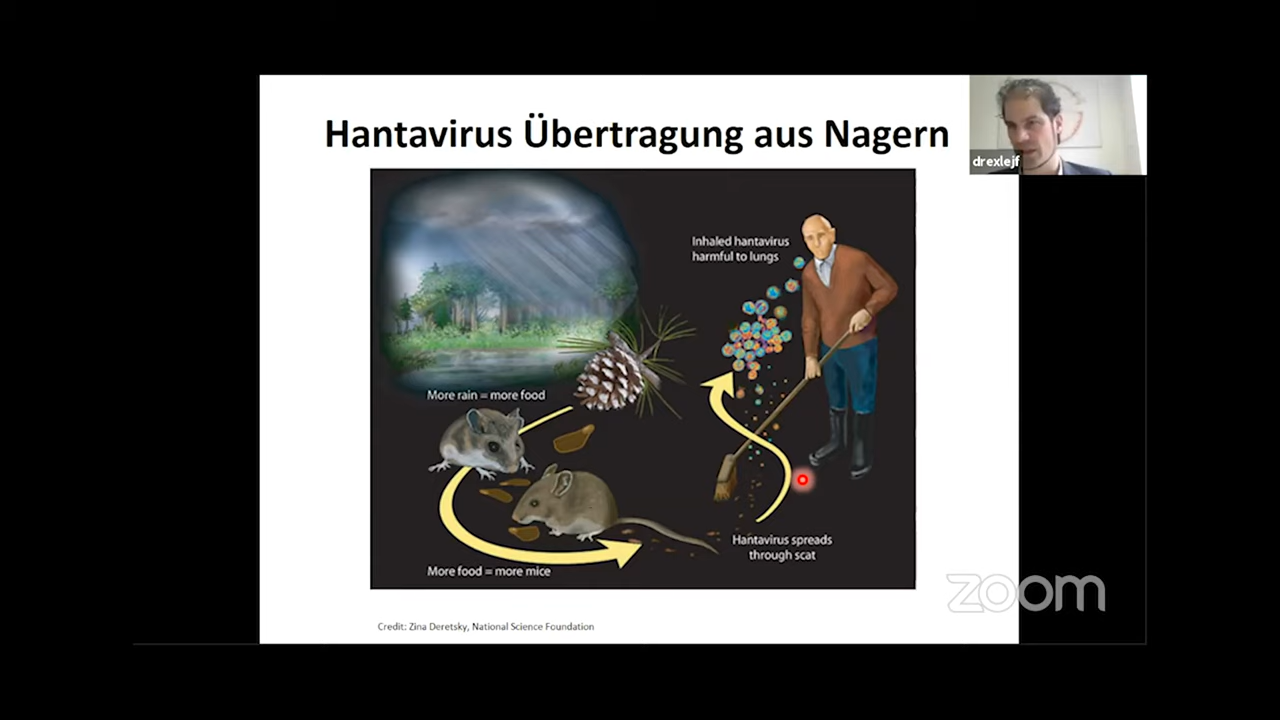 Hantavirus Übertragung aus Nagern
drexlejf
Inhaled hantavirus
harmful to lungs
More rain = more food
Hantavirus spreads
through scat
More food = more mice
zoom
Credit: Zina Deretsky, National Science Foundation